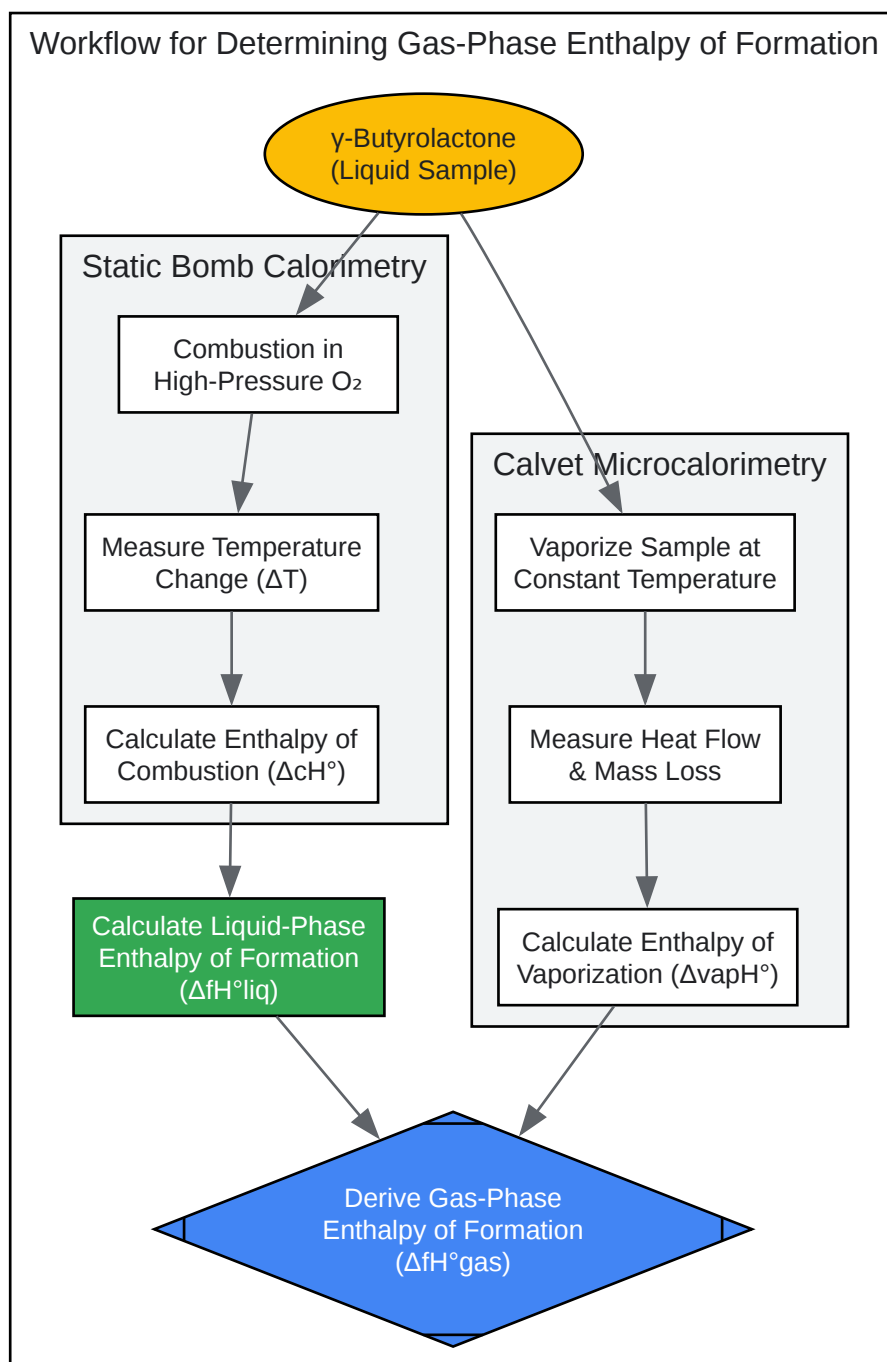 Workflow for Determining Gas-Phase Enthalpy of Formation
γ-Butyrolactone
(Liquid Sample)
Static Bomb Calorimetry
Combustion in
High-Pressure O₂
Measure Temperature
Change (ΔT)
Calculate Enthalpy of
Combustion (ΔcH°)
Calculate Liquid-Phase
Enthalpy of Formation
(ΔfH°liq)
Calvet Microcalorimetry
Vaporize Sample at
Constant Temperature
Measure Heat Flow
& Mass Loss
Calculate Enthalpy of
Vaporization (ΔvapH°)
Derive Gas-Phase
Enthalpy of Formation
(ΔfH°gas)